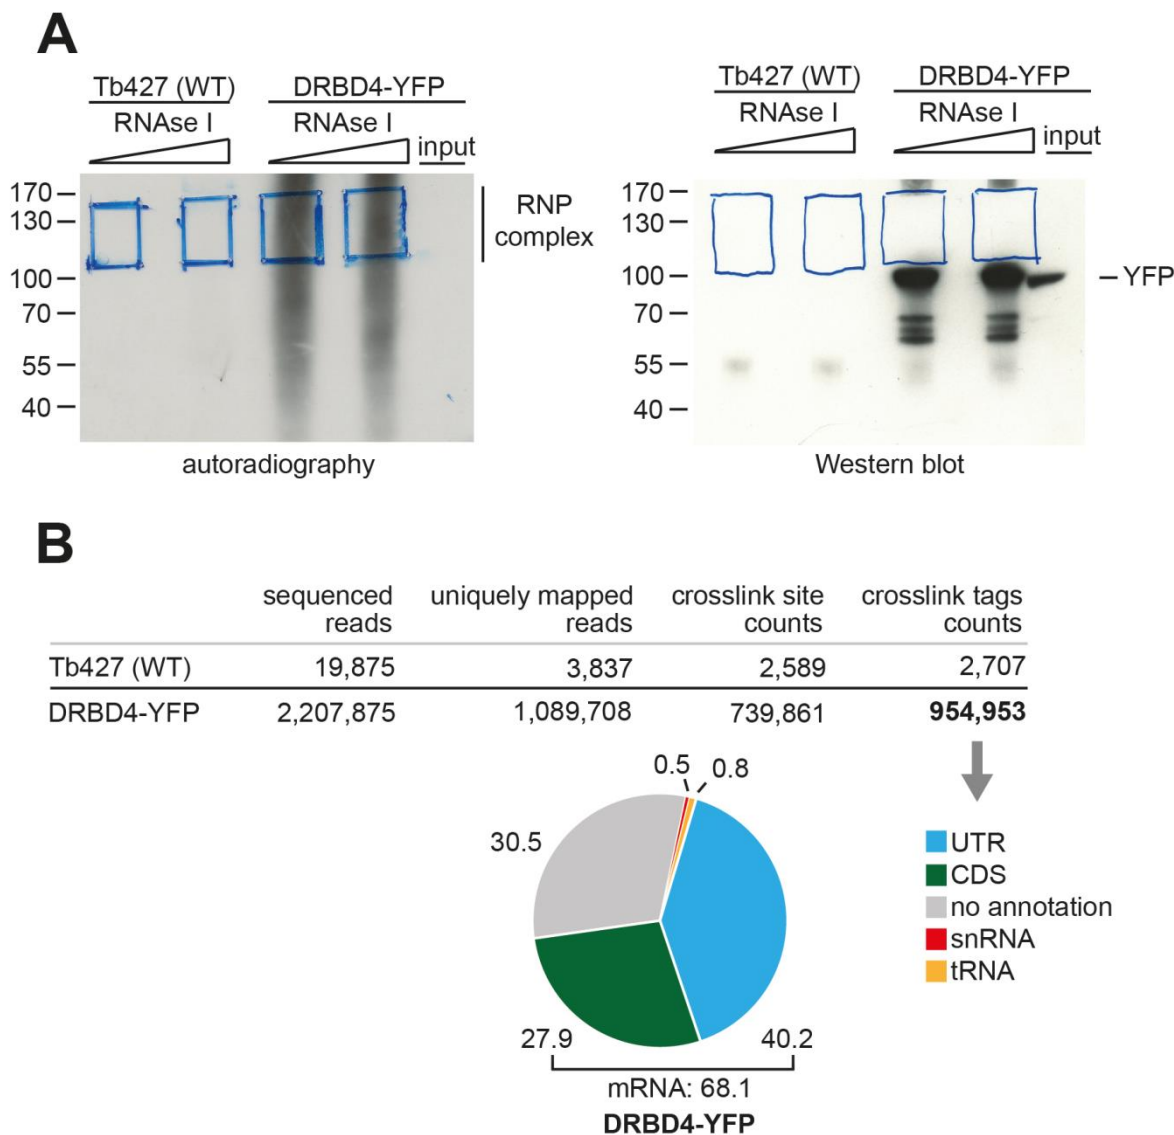 A
Tb427 (WT) DRBD4-YFP
RNAse I RNAse I input
170
130
100
70
55
40
RNP
complex
autoradiography
Tb427 (WT) DRBD4-YFP
RNAse I RNAse I input
170
130
100
70
55
40
YFP
Western blot
B
sequenced reads uniquely mapped reads crosslink site counts crosslink tags counts
Tb427 (WT) 19,875 3,837 2,589 2,707
DRBD4-YFP 2,207,875 1,089,708 739,861 954,953
0.5 0.8
30.5
27.9 40.2
mRNA: 68.1
DRBD4-YFP
UTR
CDS
no annotation
snRNA
tRNA